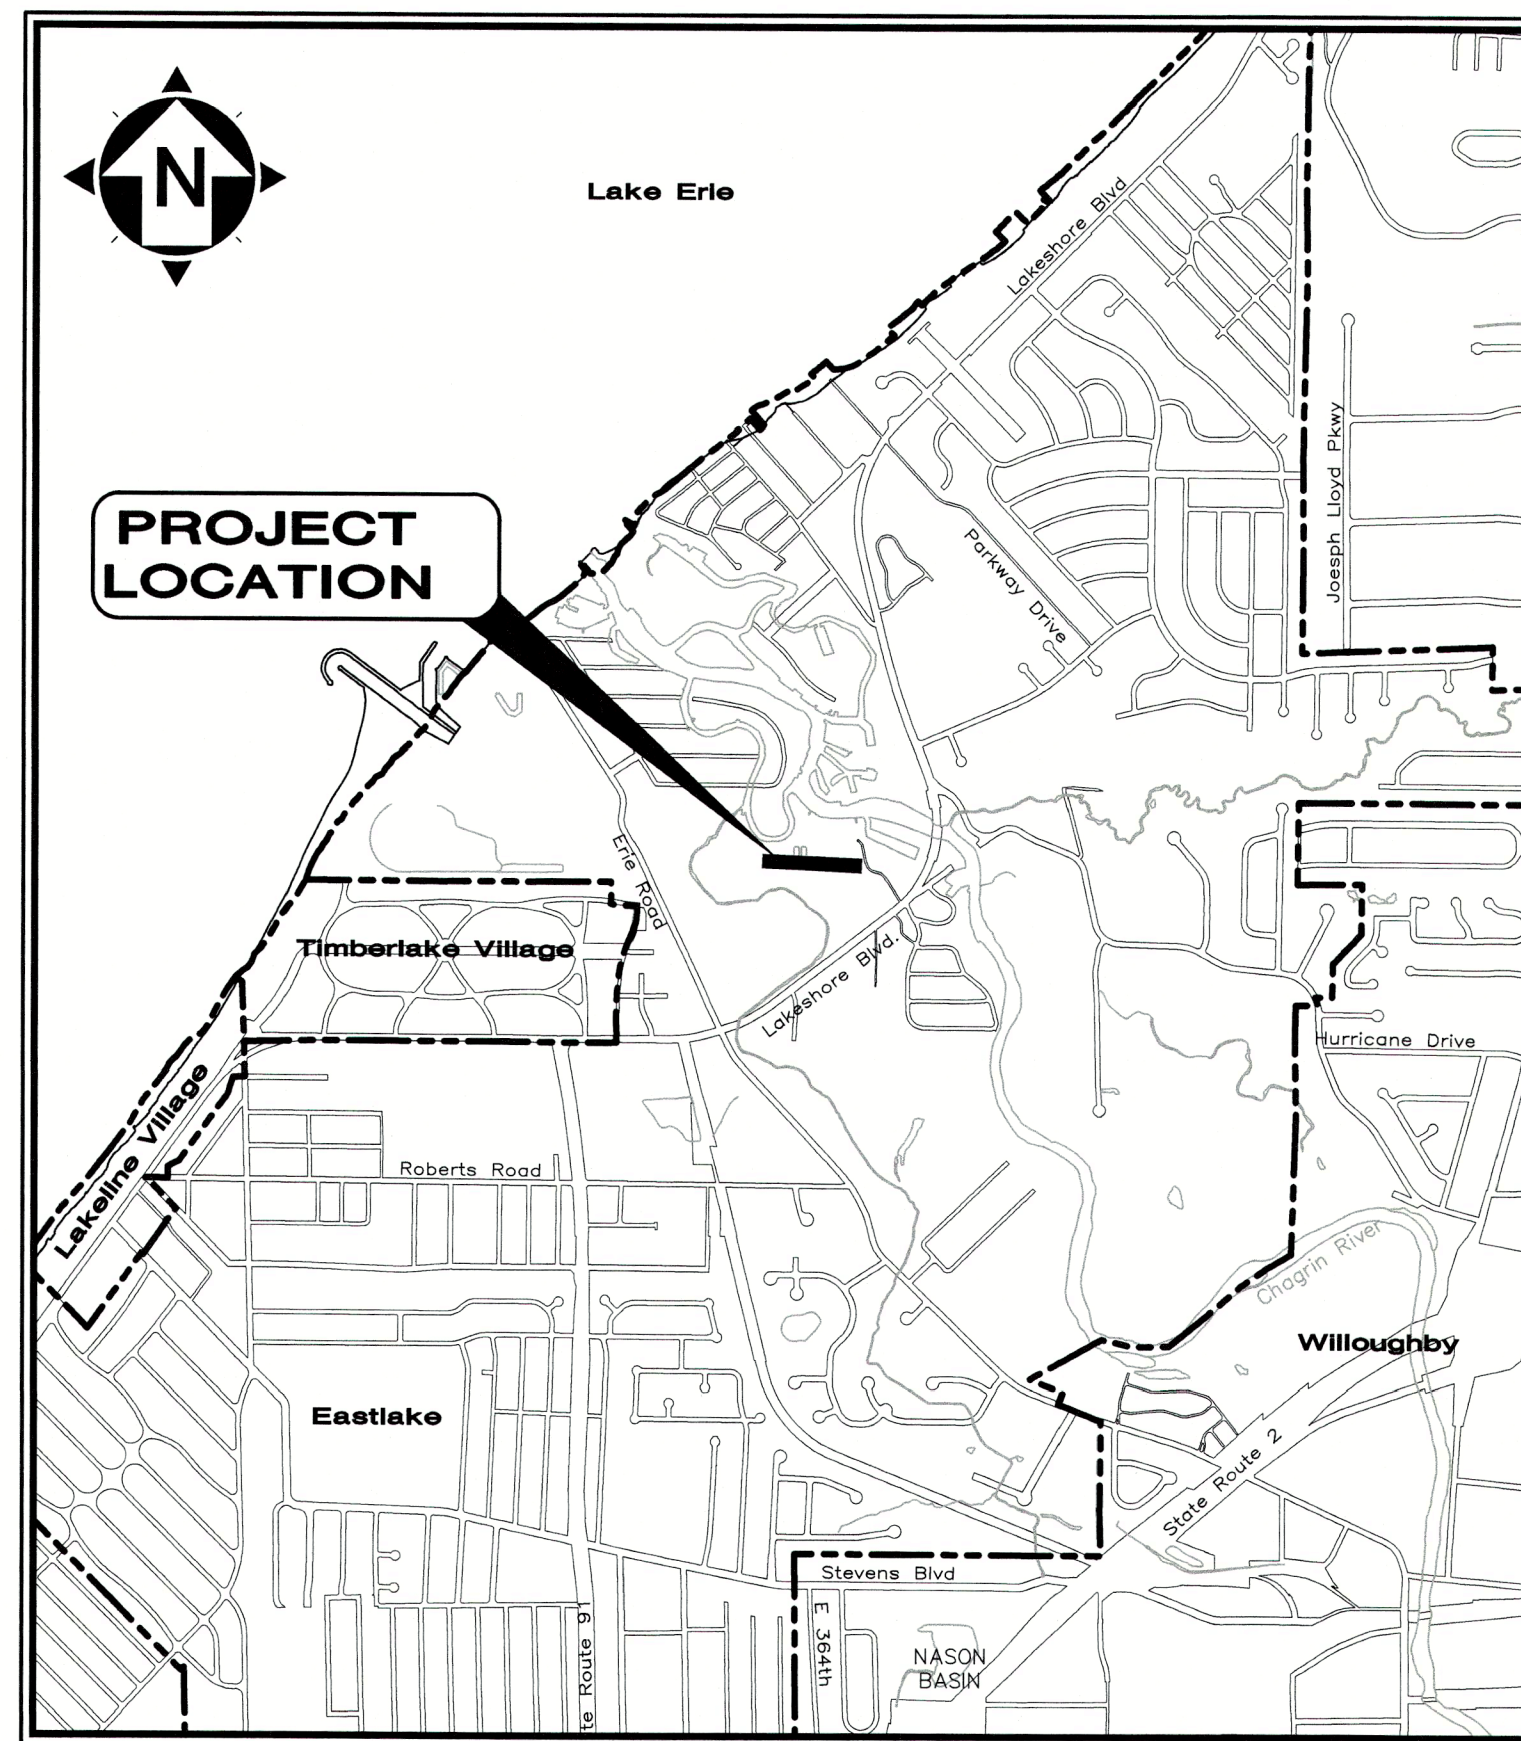 N
Lake Erie
Lakeshore Blvd
PROJECT
LOCATION
Joesph Lloyd Pkwy
Parkway Drive
Erie Road
Timberlake Village
Lakeshore Blvd.
Hurricane Drive
Lakeline Village
Roberts Road
Chagrin River
Willoughby
Eastlake
State Route 2
Stevens Blvd
te Route 91
E 364th
NASON
BASIN